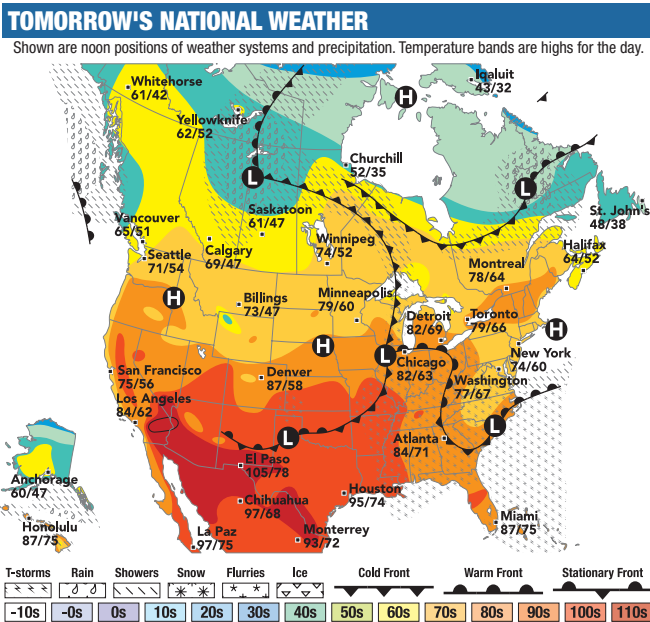 TOMORROW'S NATIONAL WEATHER
Shown are noon positions of weather systems and precipitation. Temperature bands are highs for the day.
Whitehorse
61/42
Iqaluit
43/32
H
Yellowknife
62/52
Churchill
52/35
L
L
Vancouver
65/51
Saskatoon
61/47
St. John's
48/38
Seattle
71/54
Calgary
69/47
Winnipeg
74/52
Montreal
78/64
Halifax
64/52
H
Billings
73/47
Minneapolis
79/60
Detroit
82/69
Toronto
79/66
H
H
L
Chicago
82/63
New York
74/60
San Francisco
75/56
Denver
87/58
Washington
77/67
Los Angeles
84/62
L
Atlanta
84/71
L
El Paso
105/78
Anchorage
60/47
Chihuahua
97/68
Houston
95/74
Honolulu
87/75
La Paz
97/75
Monterrey
93/72
Miami
87/75
T-storms Rain Showers Snow Flurries Ice Cold Front Warm Front Stationary Front
-10s -0s 0s 10s 20s 30s 40s 50s 60s 70s 80s 90s 100s 110s